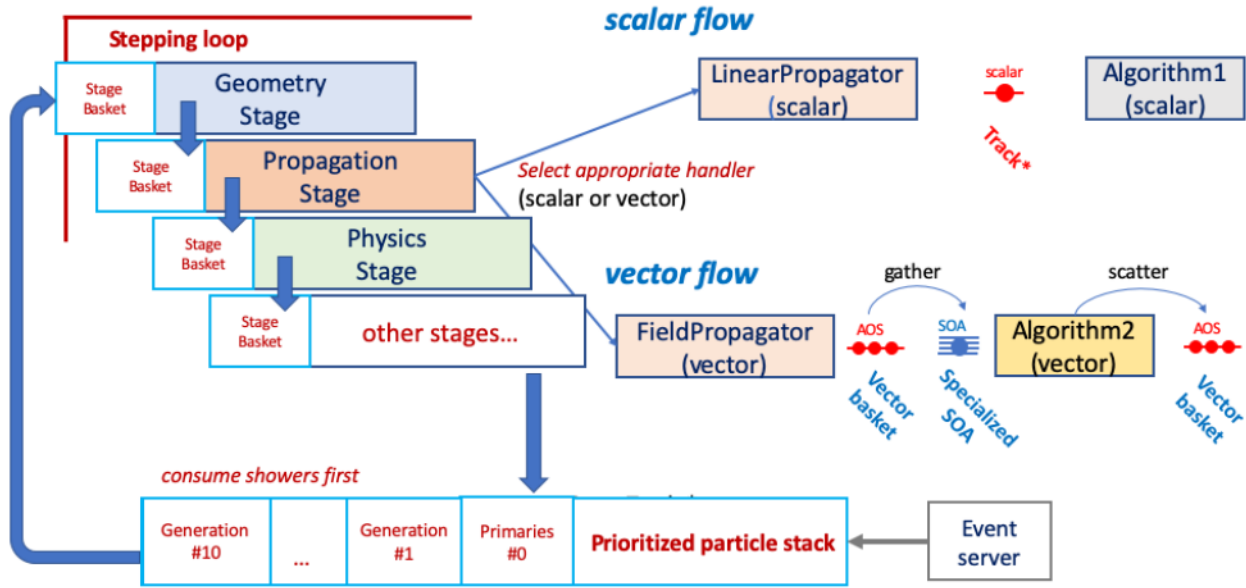 scalar flow
Stepping loop
Stage
Basket
Geometry
Stage
LinearPropagator
(scalar)
scalar
Track*
Algorithm1
(scalar)
Stage
Basket
Propagation
Stage
Select appropriate handler
(scalar or vector)
Stage
Basket
Physics
Stage
vector flow
gather
scatter
Stage
Basket
other stages...
FieldPropagator
(vector)
AOS
Vector
basket
SOA
Specialized
SOA
Algorithm2
(vector)
AOS
Vector
basket
consume showers first
Generation
#10
...
Generation
#1
Primaries
#0
Prioritized particle stack
Event
server